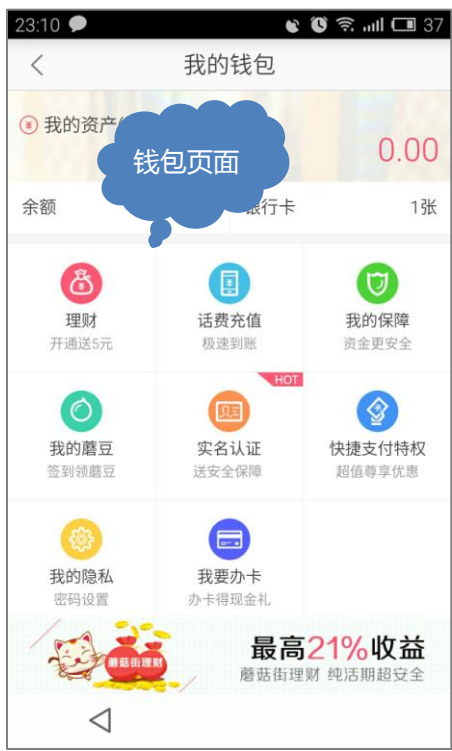 23:10 37
我的钱包
我的资产
0.00
钱包页面
余额 银行卡 1张
理财 话费充值 我的保障
开通送5元 极速到账 资金更安全
HOT
我的蘑豆 实名认证 快捷支付特权
签到领蘑豆 送安全保障 超值尊享优惠
我的隐私 我要办卡
密码设置 办卡得现金礼
蘑菇街理财
最高21%收益
蘑菇街理财 纯活期超安全